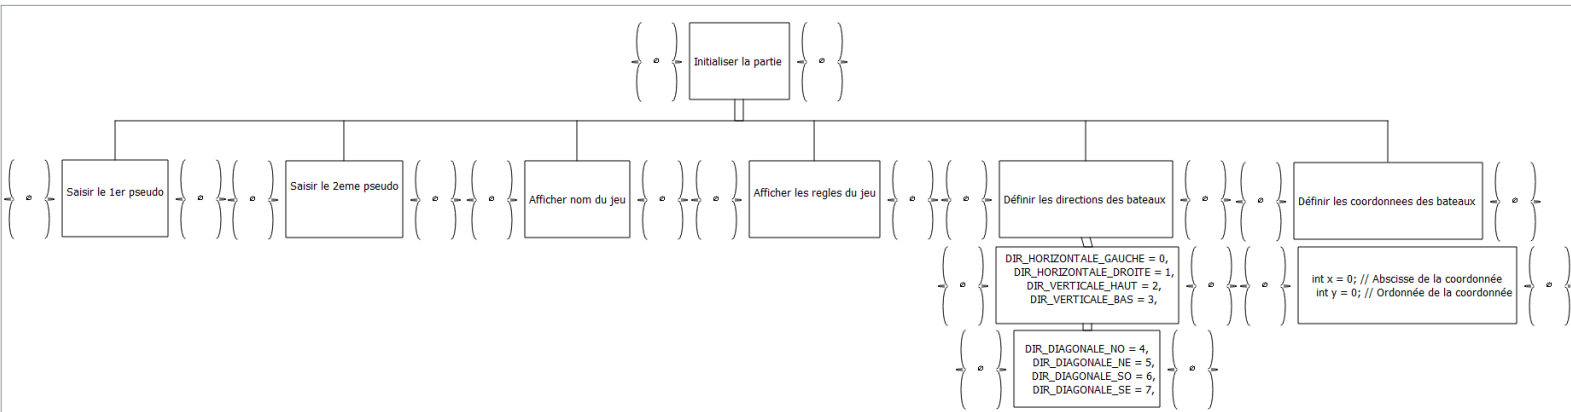 Initialiser la partie
Saisir le 1er pseudo
Saisir le 2eme pseudo
Afficher nom du jeu
Afficher les regles du jeu
Définir les directions des bateaux
Définir les coordonnees des bateaux
DIR_HORIZONTALE_GAUCHE = 0,
DIR_HORIZONTALE_DROITE = 1,
DIR_VERTICALE_HAUT = 2,
DIR_VERTICALE_BAS = 3,
int x = 0; // Abscisse de la coordonnée
int y = 0; // Ordonnée de la coordonnée
DIR_DIAGONALE_NO = 4,
DIR_DIAGONALE_NE = 5,
DIR_DIAGONALE_SO = 6,
DIR_DIAGONALE_SE = 7,